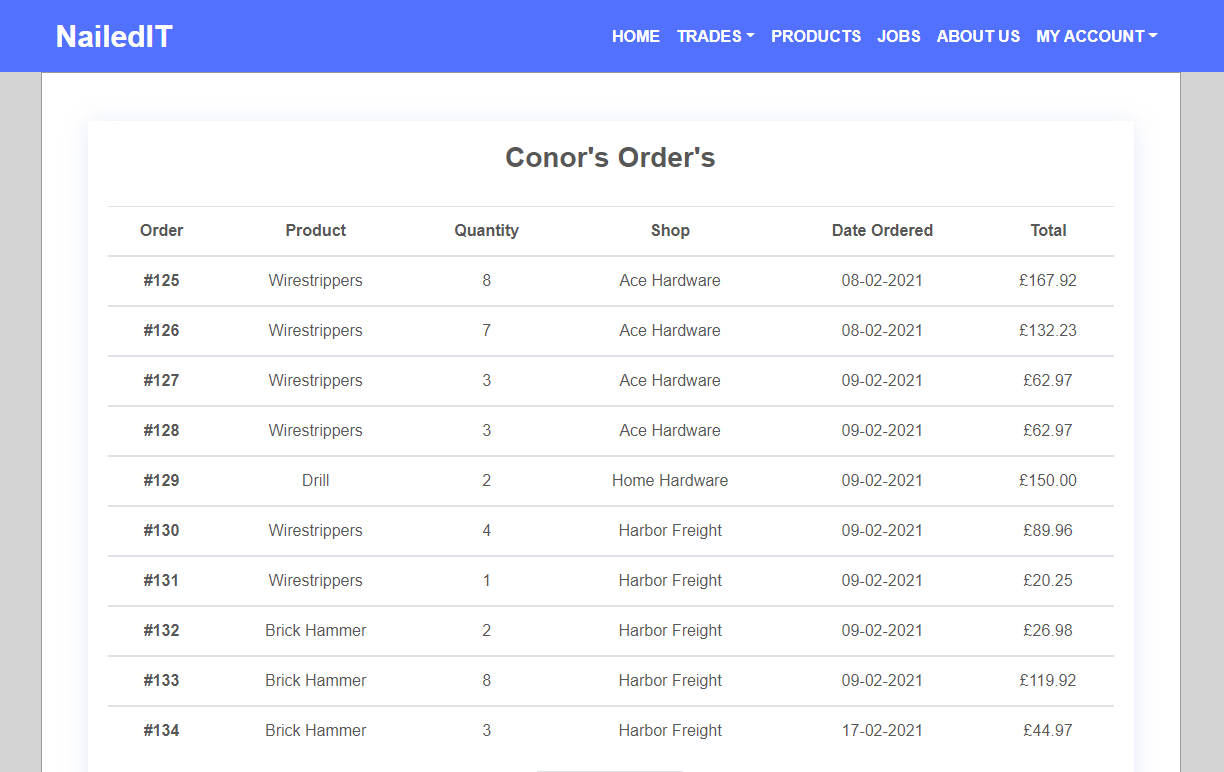 NailedIT HOME TRADES PRODUCTS JOBS ABOUT US MY ACCOUNT
Conor's Order's
Order Product Quantity Shop Date Ordered Total
#125 Wirestrippers 8 Ace Hardware 08-02-2021 £167.92
#126 Wirestrippers 7 Ace Hardware 08-02-2021 £132.23
#127 Wirestrippers 3 Ace Hardware 09-02-2021 £62.97
#128 Wirestrippers 3 Ace Hardware 09-02-2021 £62.97
#129 Drill 2 Home Hardware 09-02-2021 £150.00
#130 Wirestrippers 4 Harbor Freight 09-02-2021 £89.96
#131 Wirestrippers 1 Harbor Freight 09-02-2021 £20.25
#132 Brick Hammer 2 Harbor Freight 09-02-2021 £26.98
#133 Brick Hammer 8 Harbor Freight 09-02-2021 £119.92
#134 Brick Hammer 3 Harbor Freight 17-02-2021 £44.97